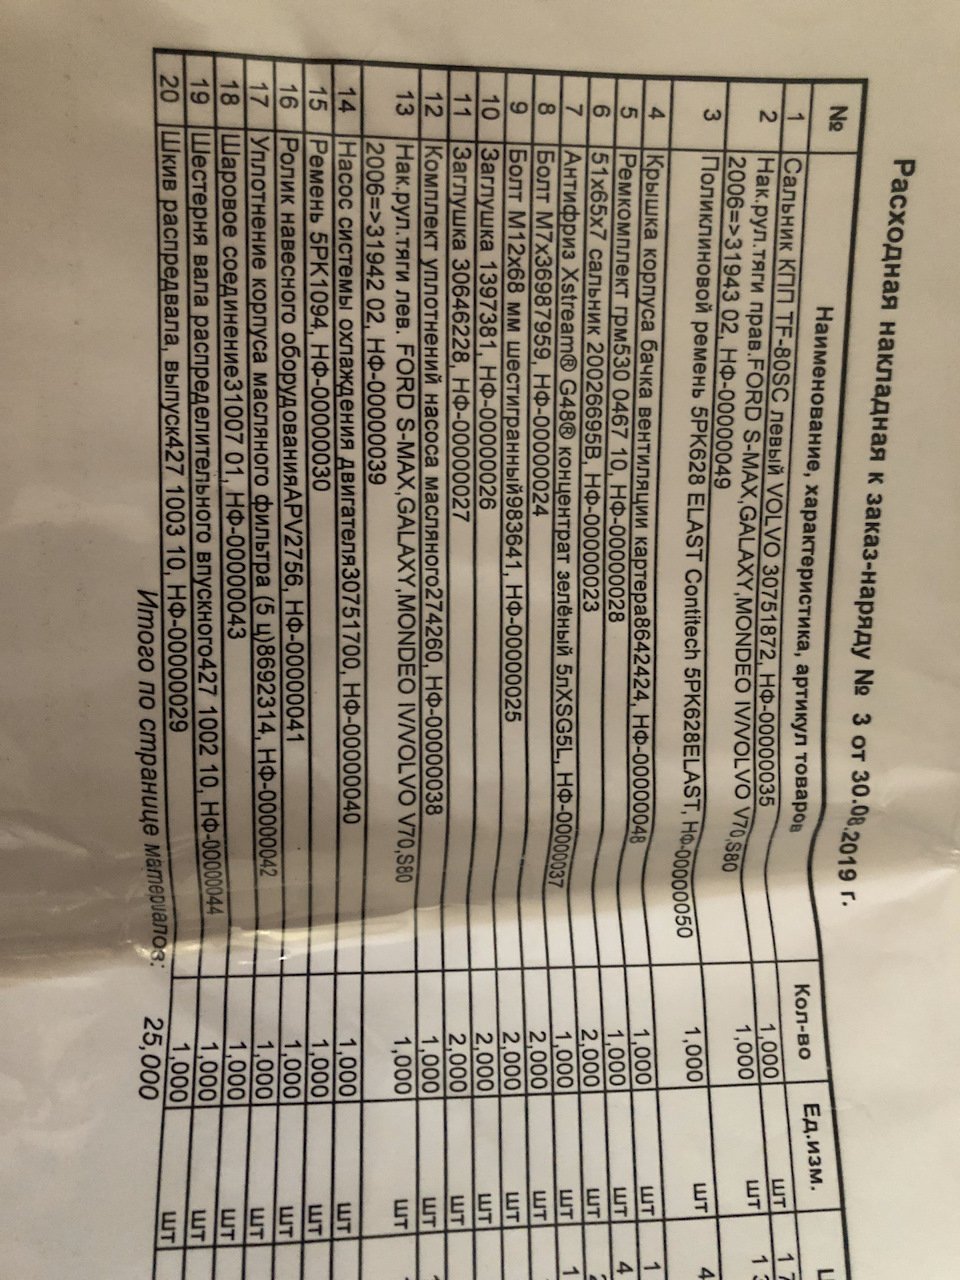 Расходная накладная к заказ-наряду № 3 от 30.08.2019 г.
№ Наименование, характеристика, артикул товаров Кол-во Ед.изм.
1 Сальник КПП TF-80SC левый VOLVO 30751872, НФ-00000035 1,000 шт
2 Нак.рул.тяги прав.FORD S-MAX,GALAXY,MONDEO IV/VOLVO V70,S80 1,000 шт
2006=>31943 02, НФ-00000049
3 Поликлиновой ремень 5PK628 ELAST Contitech 5PK628ELAST, НФ-00000050 1,000 шт 4
4 Крышка корпуса бачка вентиляции картера8642424, НФ-00000048 1,000 шт 1
5 Ремкомплект грм530 0467 10, НФ-00000028 1,000 шт 4
6 51x65x7 сальник 20026695B, НФ-00000023 2,000 шт
7 Антифриз Xstream® G48® концентрат зелёный 5лXSG5L, НФ-00000037 1,000 шт 1
8 Болт М7х36987959, НФ-00000024 2,000 шт
9 Болт М12х68 мм шестигранный983641, НФ-00000025 2,000 шт
10 Заглушка 1397381, НФ-00000026 2,000 шт
11 Заглушка 30646228, НФ-00000027 2,000 шт
12 Комплект уплотнений насоса масляного274260, НФ-00000038 1,000 шт
13 Нак.рул.тяги лев. FORD S-MAX,GALAXY,MONDEO IV/VOLVO V70,S80 1,000 шт
2006=>31942 02, НФ-00000039
14 Насос системы охлаждения двигателя30751700, НФ-00000040 1,000 шт
15 Ремень 5PK1094, НФ-00000030 1,000 шт
16 Ролик навесного оборудованияAPV2756, НФ-00000041 1,000 шт
17 Уплотнение корпуса масляного фильтра (5 ц)8692314, НФ-00000042 1,000 шт
18 Шаровое соединение31007 01, НФ-00000043 1,000 шт
19 Шестерня вала распределительного впускного427 1002 10, НФ-00000044 1,000 шт
20 Шкив распредвала, выпуск427 1003 10, НФ-00000029 1,000 шт
Итого по странице материалов: 25,000